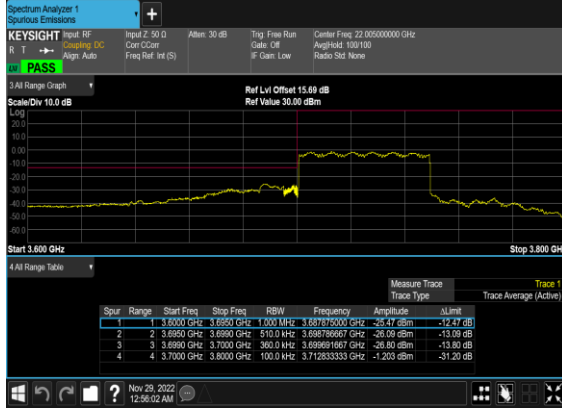 Spectrum Analyzer 1
Spurious Emissions
+
KEYSIGHT Input: RF Input Z: 50 Ω Atten: 30 dB Trig: Free Run Center Freq: 22.005000000 GHz
R T Coupling: DC Corr CCorr Gate: Off Avg|Hold: 100/100
Align: Auto Freq Ref: Int (S) IF Gain: Low Radio Std: None
PASS
3 All Range Graph
Ref Lvl Offset 15.69 dB
Scale/Div 10.0 dB Ref Value 30.00 dBm
Log
20.0
10.0
0.00
-10.0
-20.0
-30.0
-40.0
-50.0
-60.0
Start 3.600 GHz Stop 3.800 GH
4 All Range Table
Measure Trace Trace 1
Trace Type Trace Average (Active)
Spur Range Start Freq Stop Freq RBW Frequency Amplitude ΔLimit
1 1 3.6000 GHz 3.6950 GHz 1.000 MHz 3.687875000 GHz -25.47 dBm -12.47 dB
2 2 3.6950 GHz 3.6990 GHz 510.0 kHz 3.698786667 GHz -26.09 dBm -13.09 dB
3 3 3.6990 GHz 3.7000 GHz 360.0 kHz 3.699691667 GHz -26.80 dBm -13.80 dB
4 4 3.7000 GHz 3.8000 GHz 100.0 kHz 3.712833333 GHz -1.203 dBm -31.20 dB
? Nov 29, 2022
12:56:02 AM